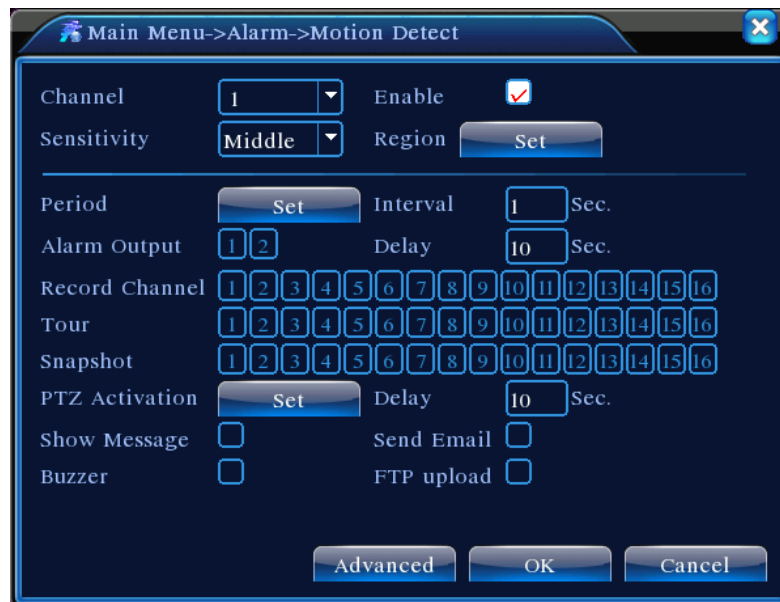 Main Menu->Alarm->Motion Detect
Channel 1 Enable
Sensitivity Middle Region Set
Period Set Interval 1 Sec.
Alarm Output 1 2 Delay 10 Sec.
Record Channel 1 2 3 4 5 6 7 8 9 10 11 12 13 14 15 16
Tour 1 2 3 4 5 6 7 8 9 10 11 12 13 14 15 16
Snapshot 1 2 3 4 5 6 7 8 9 10 11 12 13 14 15 16
PTZ Activation Set Delay 10 Sec.
Show Message Send Email
Buzzer FTP upload
Advanced OK Cancel